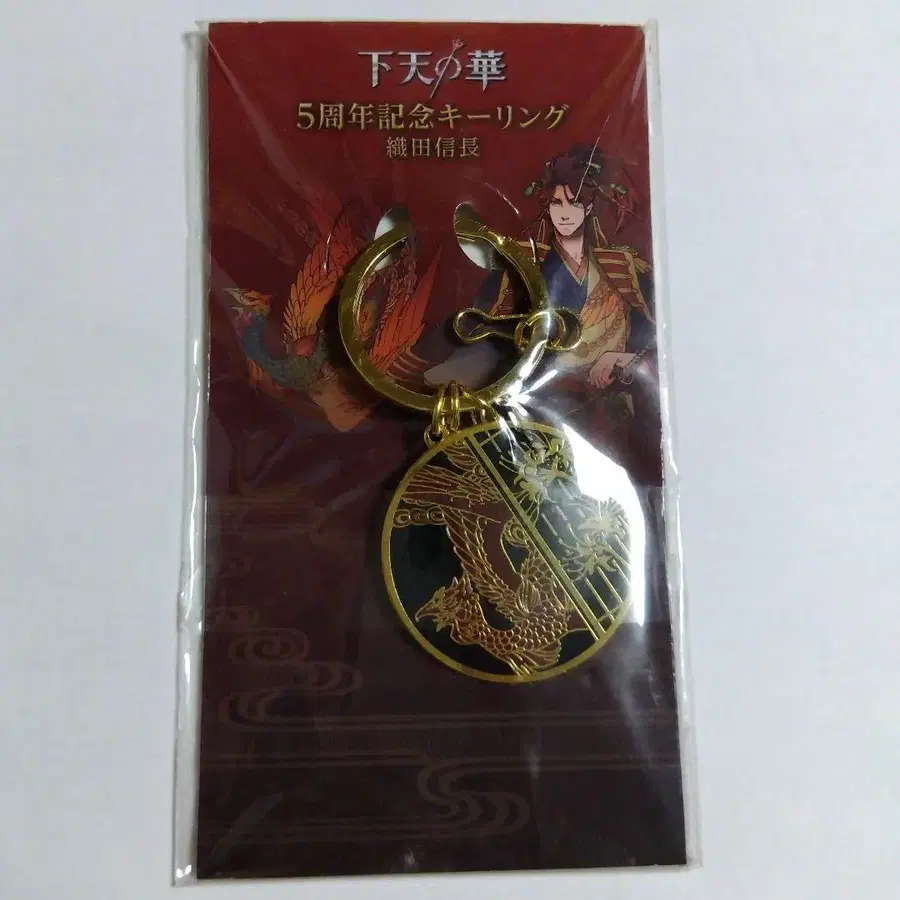 下天の華
5周年記念キーリング
織田信長